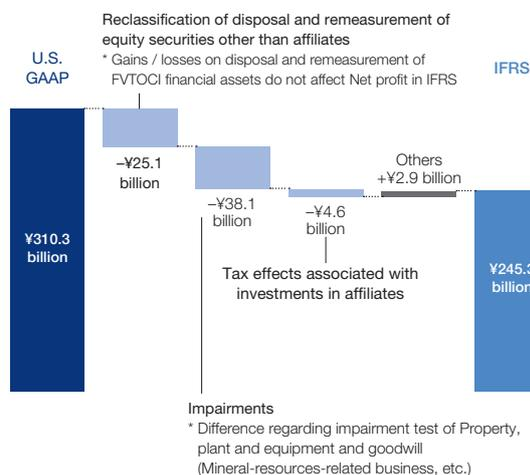 Reclassification of disposal and remeasurement of
equity securities other than affiliates
* Gains / losses on disposal and remeasurement of
FVTOCI financial assets do not affect Net profit in IFRS
U.S.
GAAP
IFRS
–¥25.1
billion
–¥38.1
billion
–¥4.6
billion
Others
+¥2.9 billion
¥310.3
billion
¥245.3
billion
Tax effects associated with
investments in affiliates
Impairments
* Difference regarding impairment test of Property,
plant and equipment and goodwill
(Mineral-resources-related business, etc.)